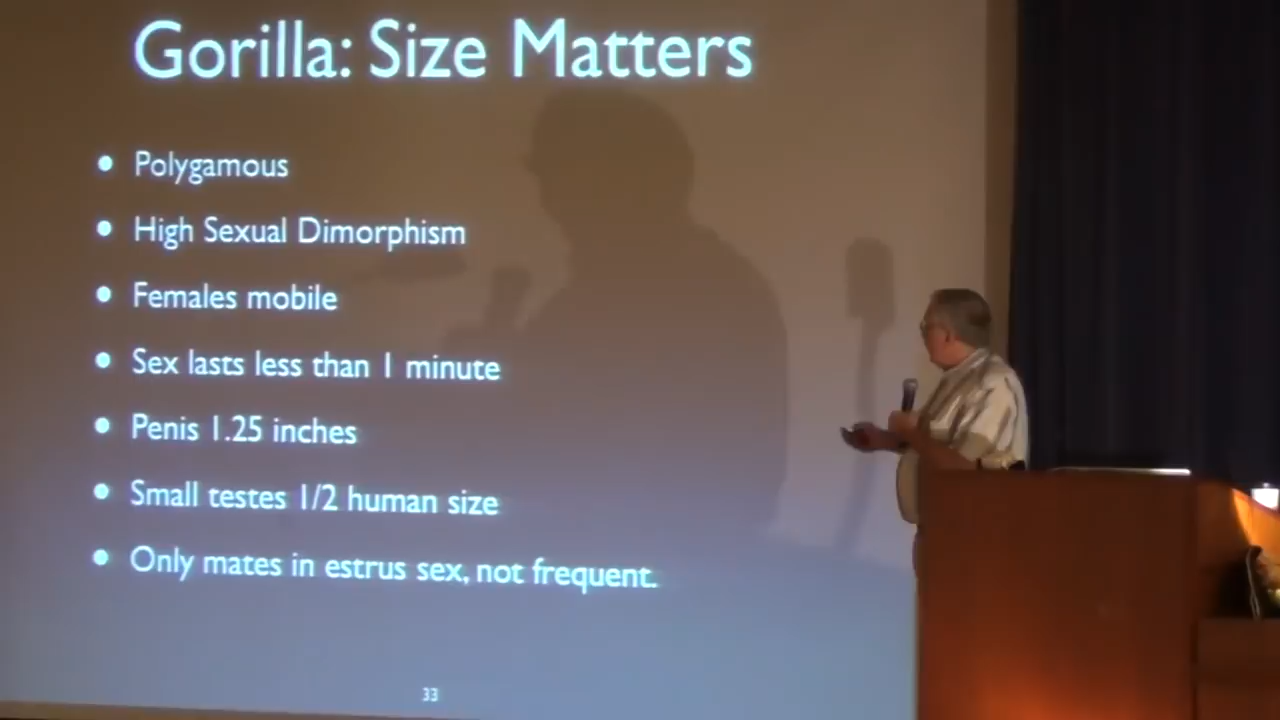 Gorilla: Size Matters
• Polygamous
• High Sexual Dimorphism
• Females mobile
• Sex lasts less than 1 minute
• Penis 1.25 inches
• Small testes 1/2 human size
• Only mates in estrus sex, not frequent.
33